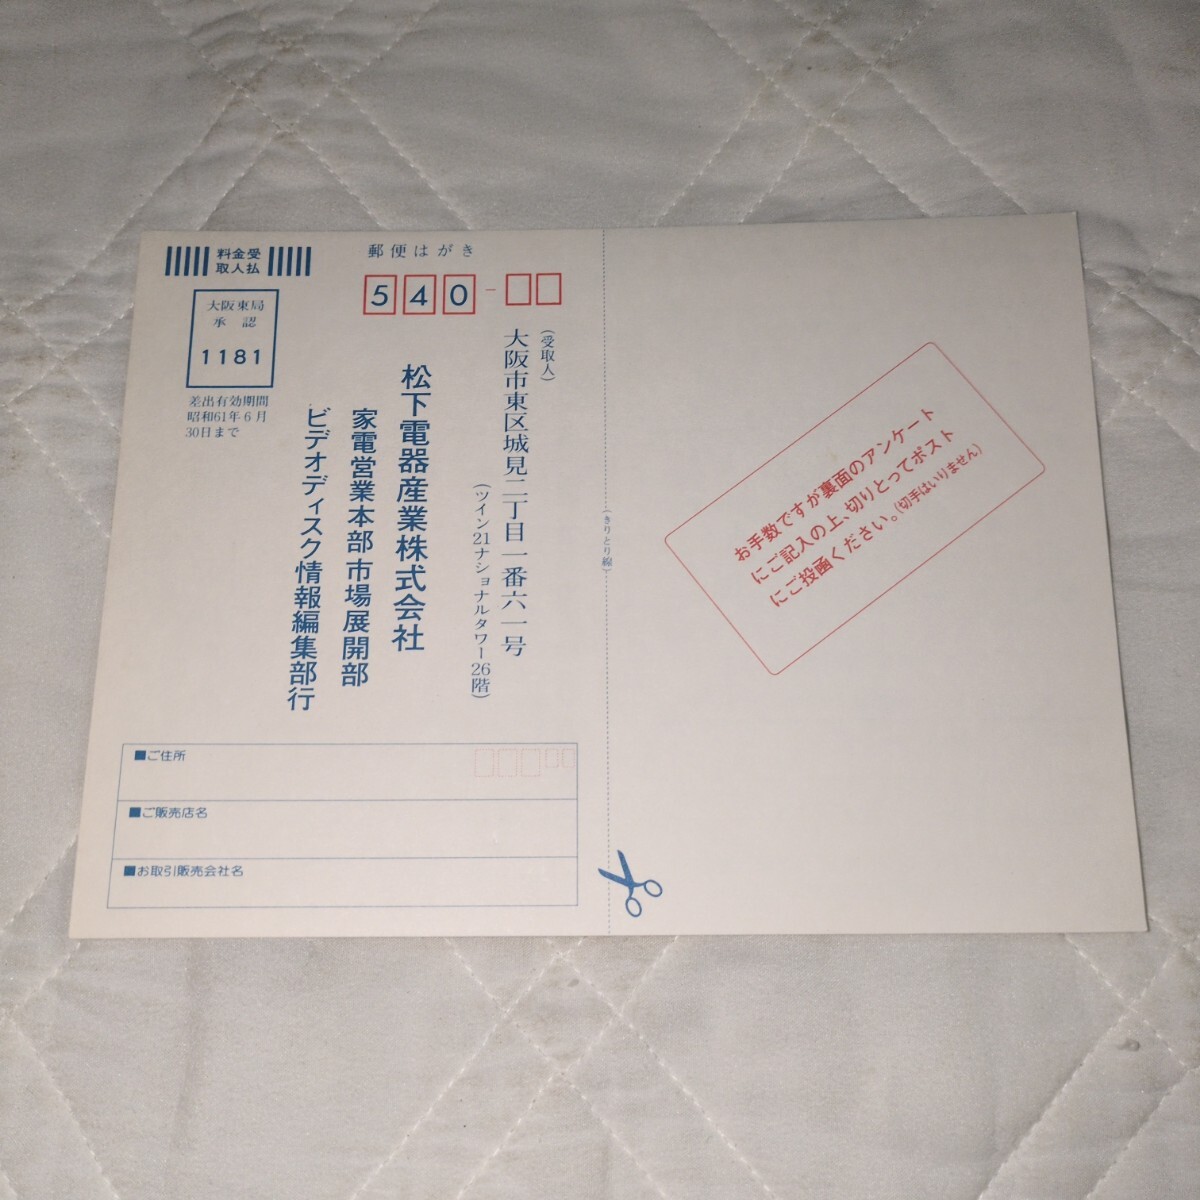 郵便はがき
料金受
取人払
大阪東局
承認
1181
差出有効期間
昭和61年6月
30日まで
540-
(受取人)
大阪市東区城見二丁目一番六一号
(ツイン21ナショナルタワー26階)
松下電器産業株式会社
家電営業本部市場展開部
ビデオディスク情報編集部行
■ご住所
■ご販売店名
■お取引販売会社名
(きりとり線)
お手数ですが裏面のアンケート
にご記入の上、切りとってポスト
にご投函ください。(切手はいりません)